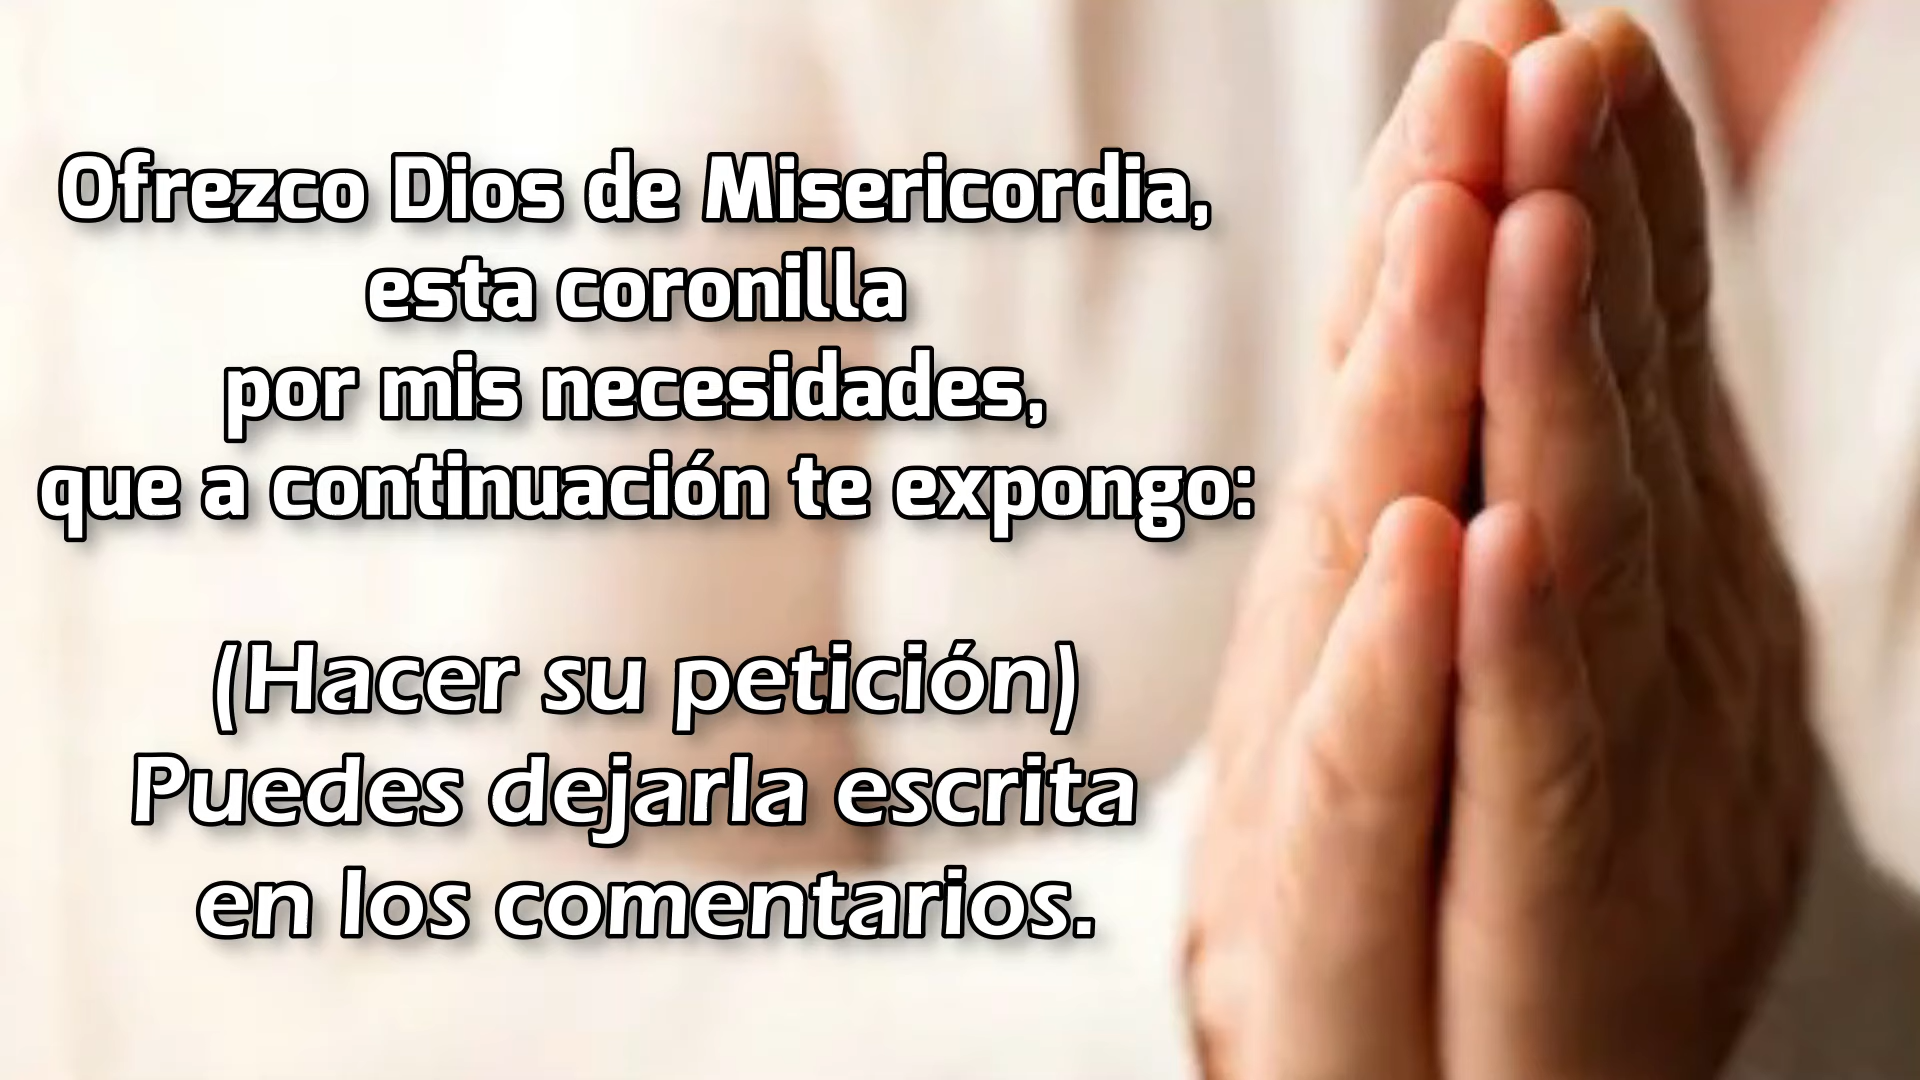 Ofrezco Dios de Misericordia,
esta coronilla
por mis necesidades,
que a continuación te expongo:
(Hacer su petición)
Puedes dejarla escrita
en los comentarios.